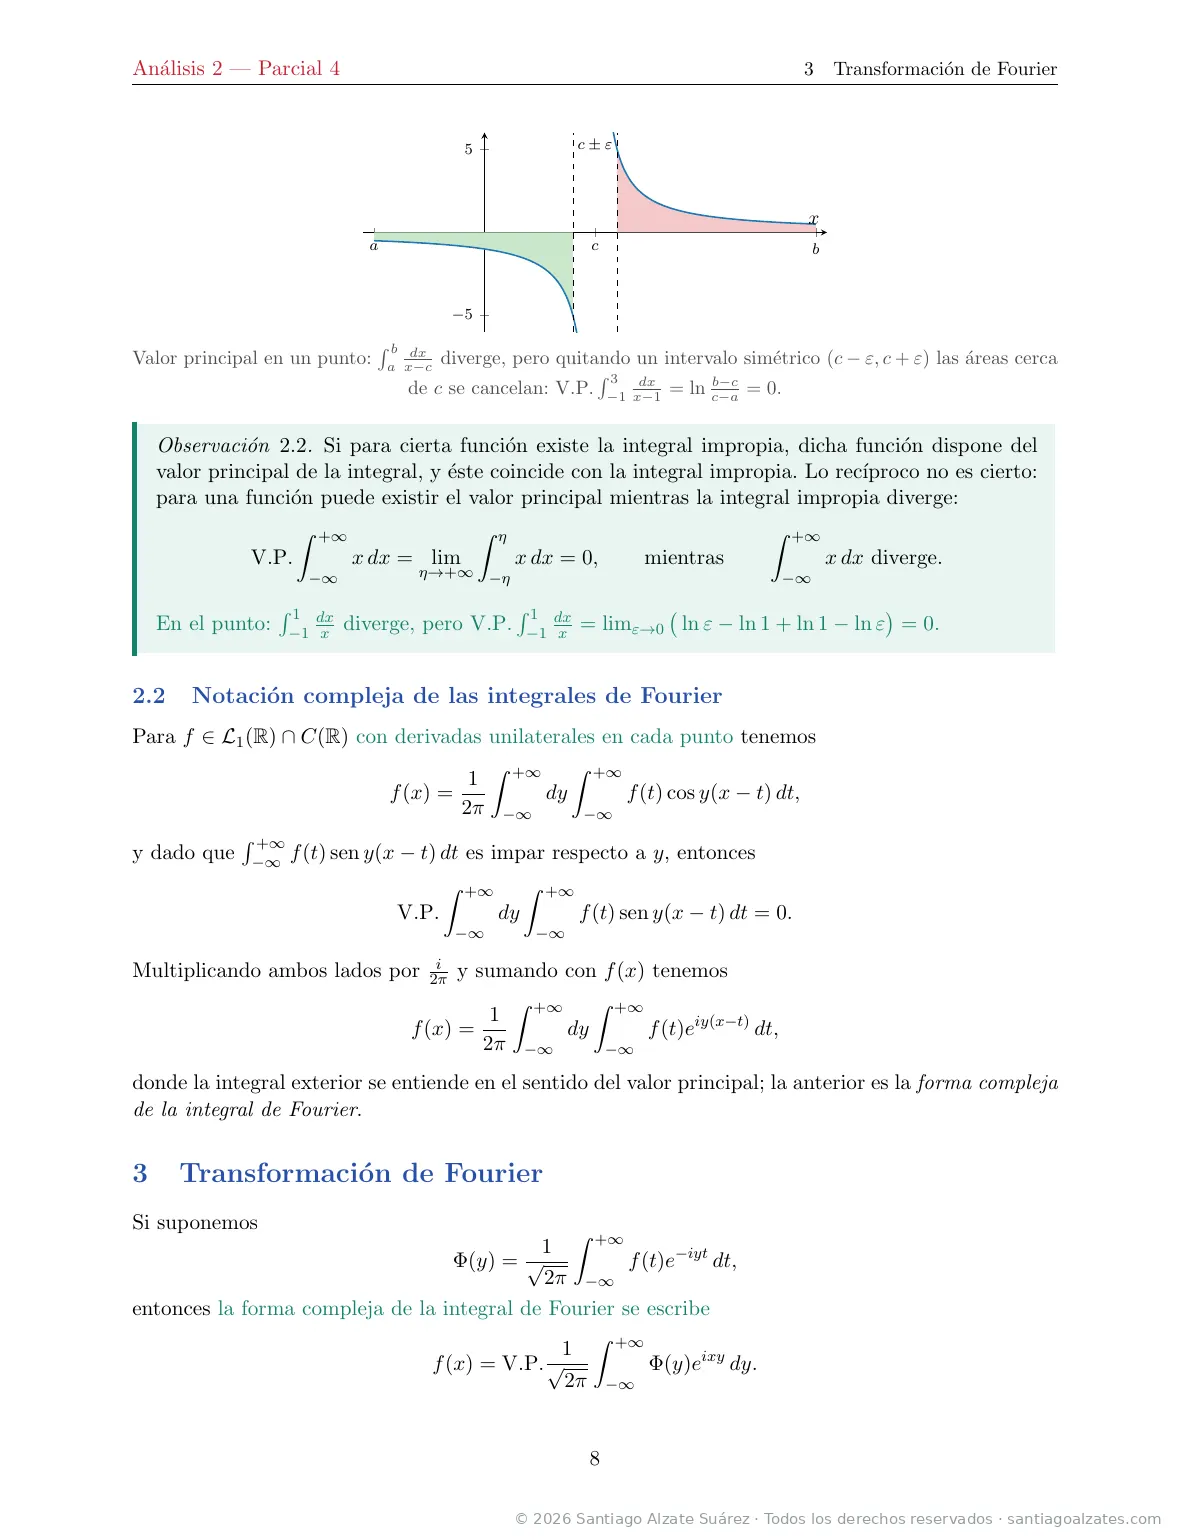 Análisis 2 — Parcial 4
3 Transformación de Fourier
5
c ± ε
x
a
c
b
−5
Valor principal en un punto: ∫_a^b dx/(x−c) diverge, pero quitando un intervalo simétrico (c − ε, c + ε) las áreas cerca
de c se cancelan: V.P. ∫_{−1}^3 dx/(x−1) = ln (b−c)/(c−a) = 0.
Observación 2.2. Si para cierta función existe la integral impropia, dicha función dispone del
valor principal de la integral, y éste coincide con la integral impropia. Lo recíproco no es cierto:
para una función puede existir el valor principal mientras la integral impropia diverge:
V.P. ∫_{−∞}^{+∞} x dx = lim_{η→+∞} ∫_{−η}^{η} x dx = 0, mientras ∫_{−∞}^{+∞} x dx diverge.
En el punto: ∫_{−1}^1 dx/x diverge, pero V.P. ∫_{−1}^1 dx/x = lim_{ε→0} (ln ε − ln 1 + ln 1 − ln ε) = 0.
2.2 Notación compleja de las integrales de Fourier
Para f ∈ ℒ₁(ℝ) ∩ C(ℝ) con derivadas unilaterales en cada punto tenemos
f(x) = 1/(2π) ∫_{−∞}^{+∞} dy ∫_{−∞}^{+∞} f(t) cos y(x − t) dt,
y dado que ∫_{−∞}^{+∞} f(t) sen y(x − t) dt es impar respecto a y, entonces
V.P. ∫_{−∞}^{+∞} dy ∫_{−∞}^{+∞} f(t) sen y(x − t) dt = 0.
Multiplicando ambos lados por i/(2π) y sumando con f(x) tenemos
f(x) = 1/(2π) ∫_{−∞}^{+∞} dy ∫_{−∞}^{+∞} f(t)e^{iy(x−t)} dt,
donde la integral exterior se entiende en el sentido del valor principal; la anterior es la forma compleja
de la integral de Fourier.
3 Transformación de Fourier
Si suponemos
Φ(y) = 1/√(2π) ∫_{−∞}^{+∞} f(t)e^{−iyt} dt,
entonces la forma compleja de la integral de Fourier se escribe
f(x) = V.P. 1/√(2π) ∫_{−∞}^{+∞} Φ(y)e^{ixy} dy.
8
© 2026 Santiago Alzate Suárez · Todos los derechos reservados · santiagoalzates.com